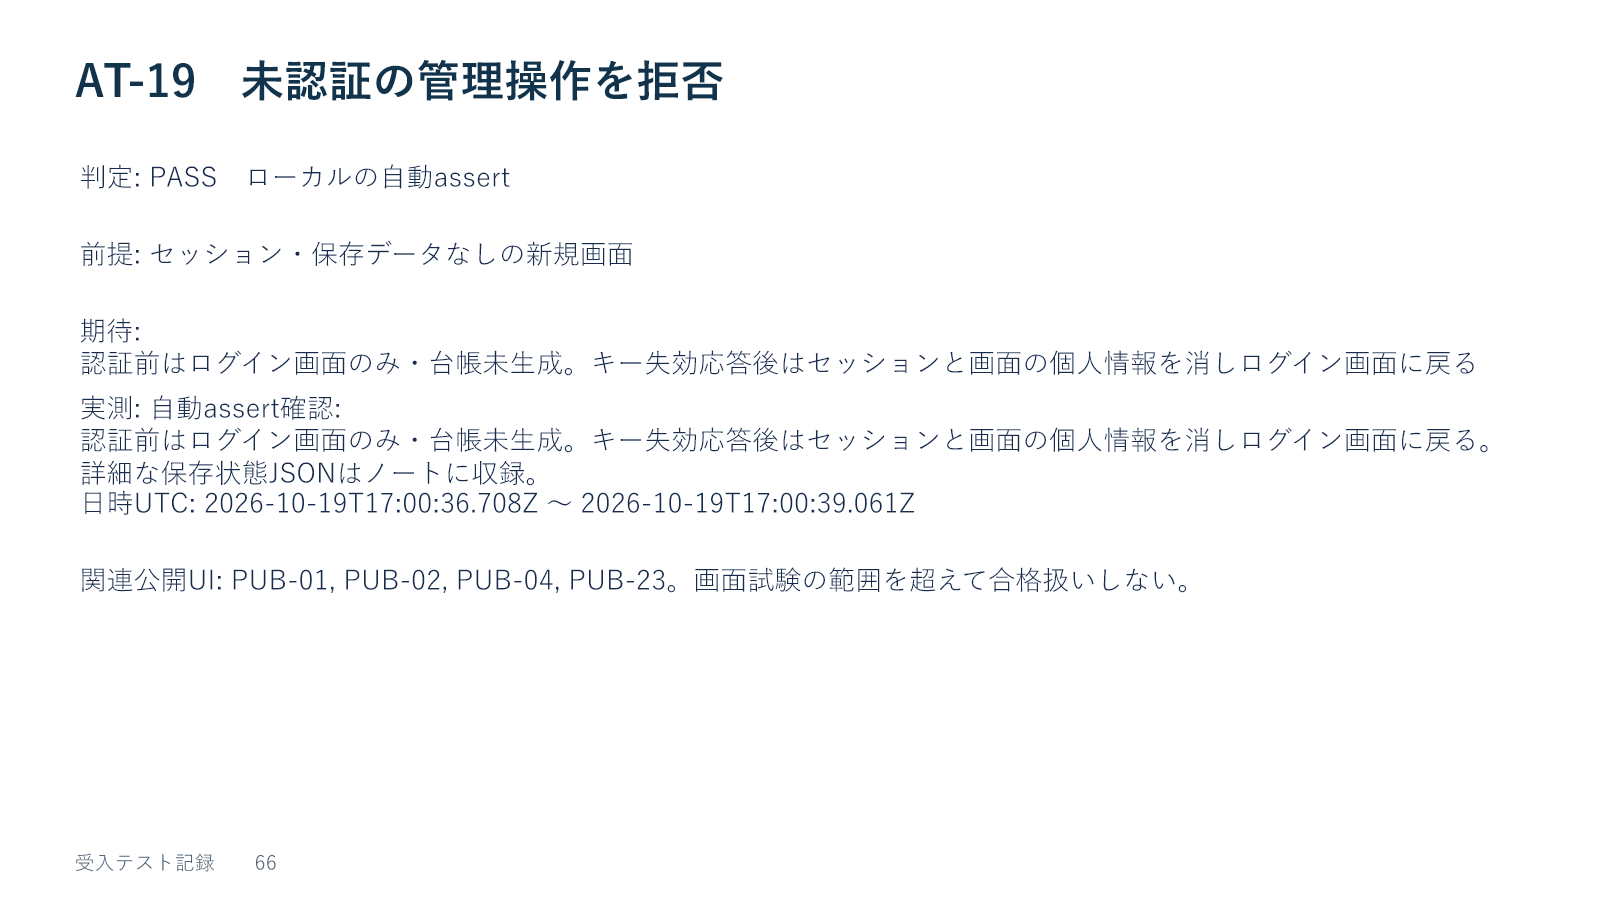 AT-19　未認証の管理操作を拒否
判定: PASS　ローカルの自動assert
前提: セッション・保存データなしの新規画面
期待:
認証前はログイン画面のみ・台帳未生成。キー失効応答後はセッションと画面の個人情報を消しログイン画面に戻る
実測: 自動assert確認:
認証前はログイン画面のみ・台帳未生成。キー失効応答後はセッションと画面の個人情報を消しログイン画面に戻る。
詳細な保存状態JSONはノートに収録。
日時UTC: 2026-10-19T17:00:36.708Z ～ 2026-10-19T17:00:39.061Z
関連公開UI: PUB-01, PUB-02, PUB-04, PUB-23。画面試験の範囲を超えて合格扱いしない。
受入テスト記録　　66